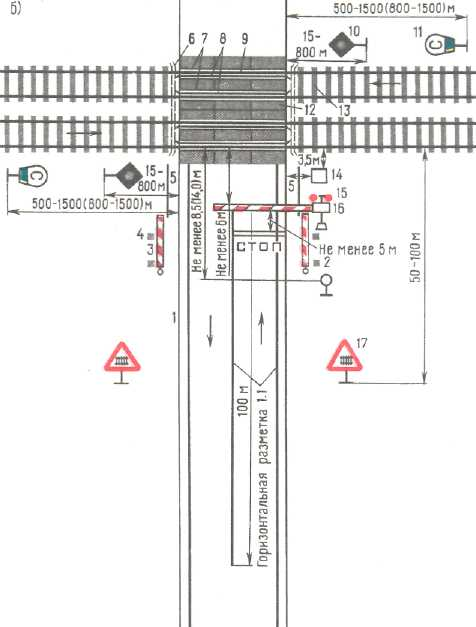 б)
500-1500(800-1500)м
6 7 8 9
15-
800 м
10
11
С
12
13
С
15-
800м
5
3,5м
14
5
15
16
500-1500(800-1500)м
Не менее 8,5(14,0)м
Не менее 6м
4
3
СТОП
Не менее 5 м
2
50-100м
1
17
100 м
Горизонтальная разметка 1.1